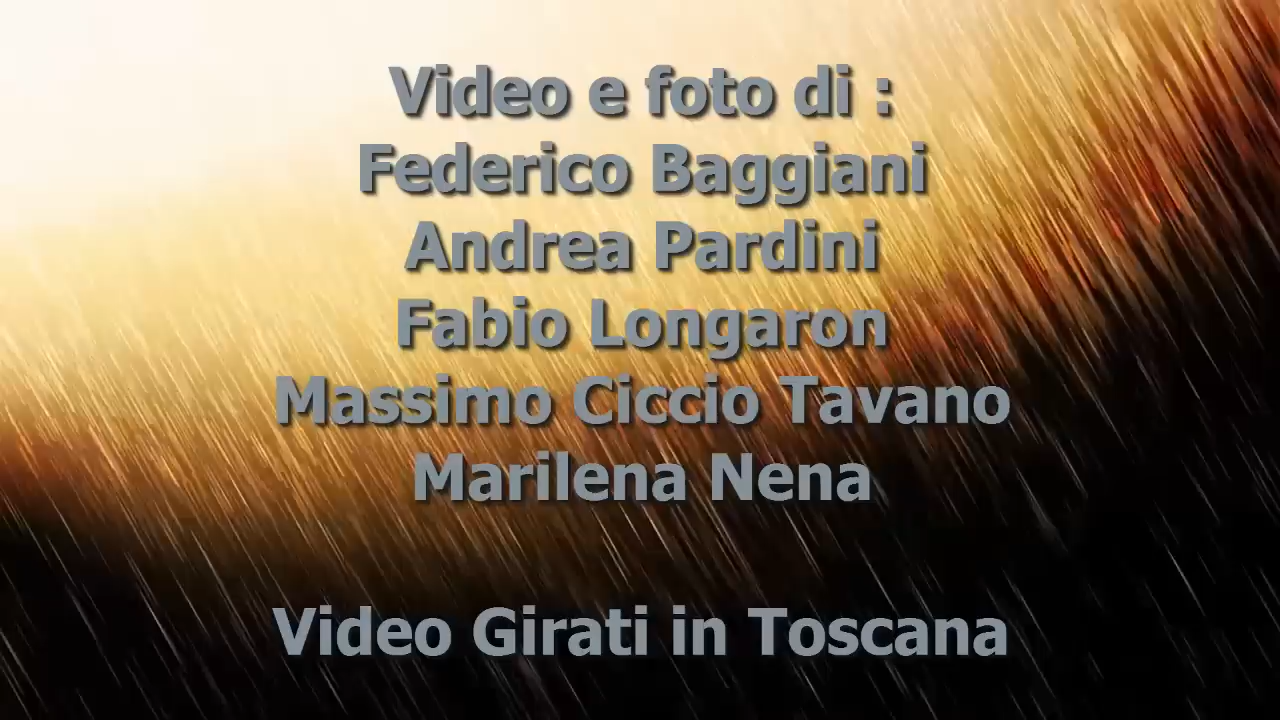 Video e foto di :
Federico Baggiani
Andrea Pardini
Fabio Longaron
Massimo Ciccio Tavano
Marilena Nena
Video Girati in Toscana